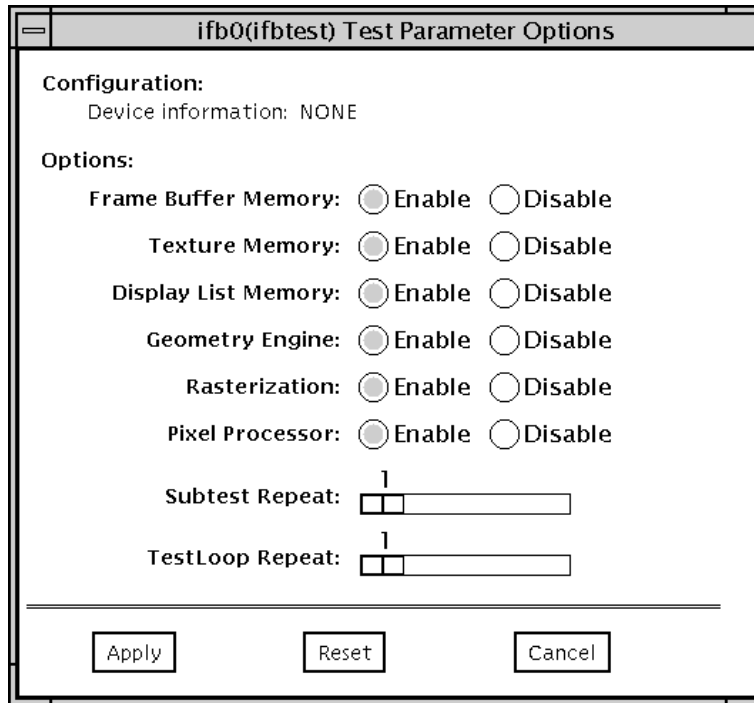 ifb0(ifbtest) Test Parameter Options
Configuration:
Device information: NONE
Options:
Frame Buffer Memory: Enable Disable
Texture Memory: Enable Disable
Display List Memory: Enable Disable
Geometry Engine: Enable Disable
Rasterization: Enable Disable
Pixel Processor: Enable Disable
1
Subtest Repeat:
1
TestLoop Repeat:
Apply Reset Cancel